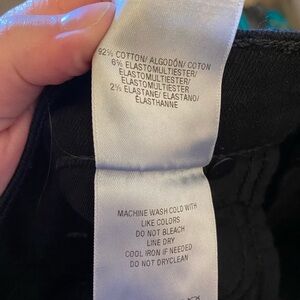 92% COTTON/ ALGODÓN/ COTON
6% ELASTOMULTIESTER/
ELASTOMULTIESTER/
ELASTOMULTIESTER
2% ELASTANE/ ELASTANO/
ÉLASTHANNE
MACHINE WASH COLD WITH
LIKE COLORS
DO NOT BLEACH
LINE DRY
COOL IRON IF NEEDED
DO NOT DRYCLEAN